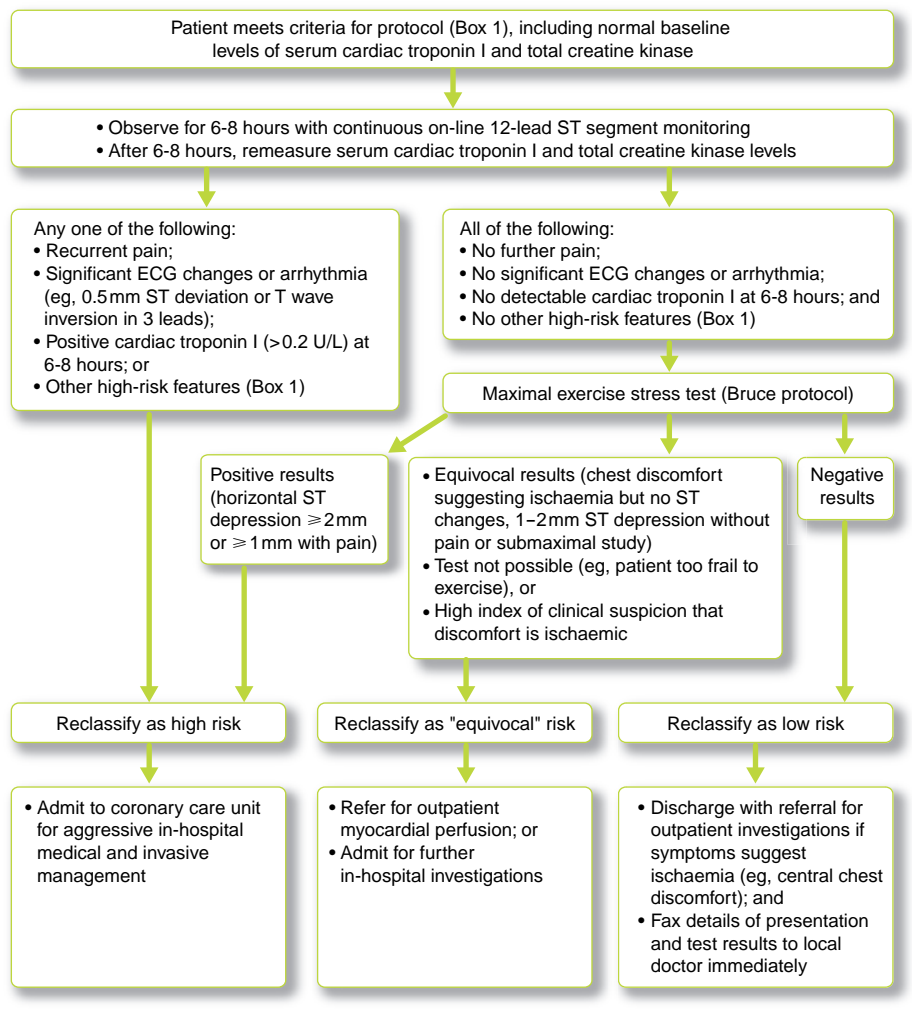 Patient meets criteria for protocol (Box 1), including normal baseline
levels of serum cardiac troponin I and total creatine kinase
• Observe for 6-8 hours with continuous on-line 12-lead ST segment monitoring
• After 6-8 hours, remeasure serum cardiac troponin I and total creatine kinase levels
Any one of the following:
• Recurrent pain;
• Significant ECG changes or arrhythmia
(eg, 0.5mm ST deviation or T wave
inversion in 3 leads);
• Positive cardiac troponin I (>0.2 U/L) at
6-8 hours; or
• Other high-risk features (Box 1)
All of the following:
• No further pain;
• No significant ECG changes or arrhythmia;
• No detectable cardiac troponin I at 6-8 hours; and
• No other high-risk features (Box 1)
Maximal exercise stress test (Bruce protocol)
Positive results
(horizontal ST
depression ⩾2mm
or ⩾1mm with pain)
• Equivocal results (chest discomfort
suggesting ischaemia but no ST
changes, 1–2mm ST depression without
pain or submaximal study)
• Test not possible (eg, patient too frail to
exercise), or
• High index of clinical suspicion that
discomfort is ischaemic
Negative
results
Reclassify as high risk
Reclassify as "equivocal" risk
Reclassify as low risk
• Admit to coronary care unit
for aggressive in-hospital
medical and invasive
management
• Refer for outpatient
myocardial perfusion; or
• Admit for further
in-hospital investigations
• Discharge with referral for
outpatient investigations if
symptoms suggest
ischaemia (eg, central chest
discomfort); and
• Fax details of presentation
and test results to local
doctor immediately